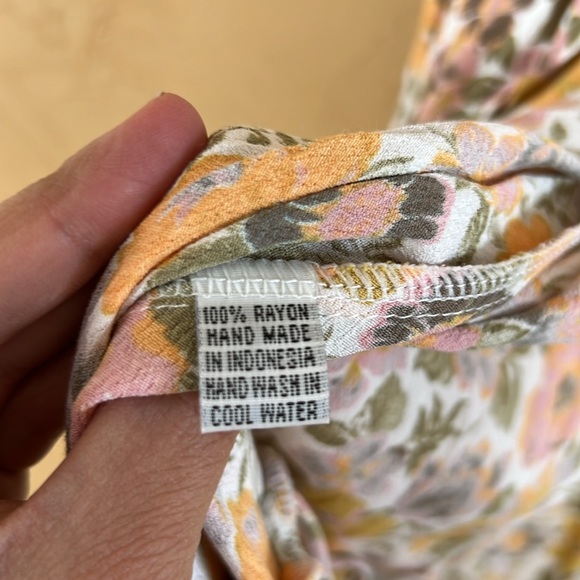 100% RAYON
HAND MADE
IN INDONESIA
HAND WASH IN
COOL WATER